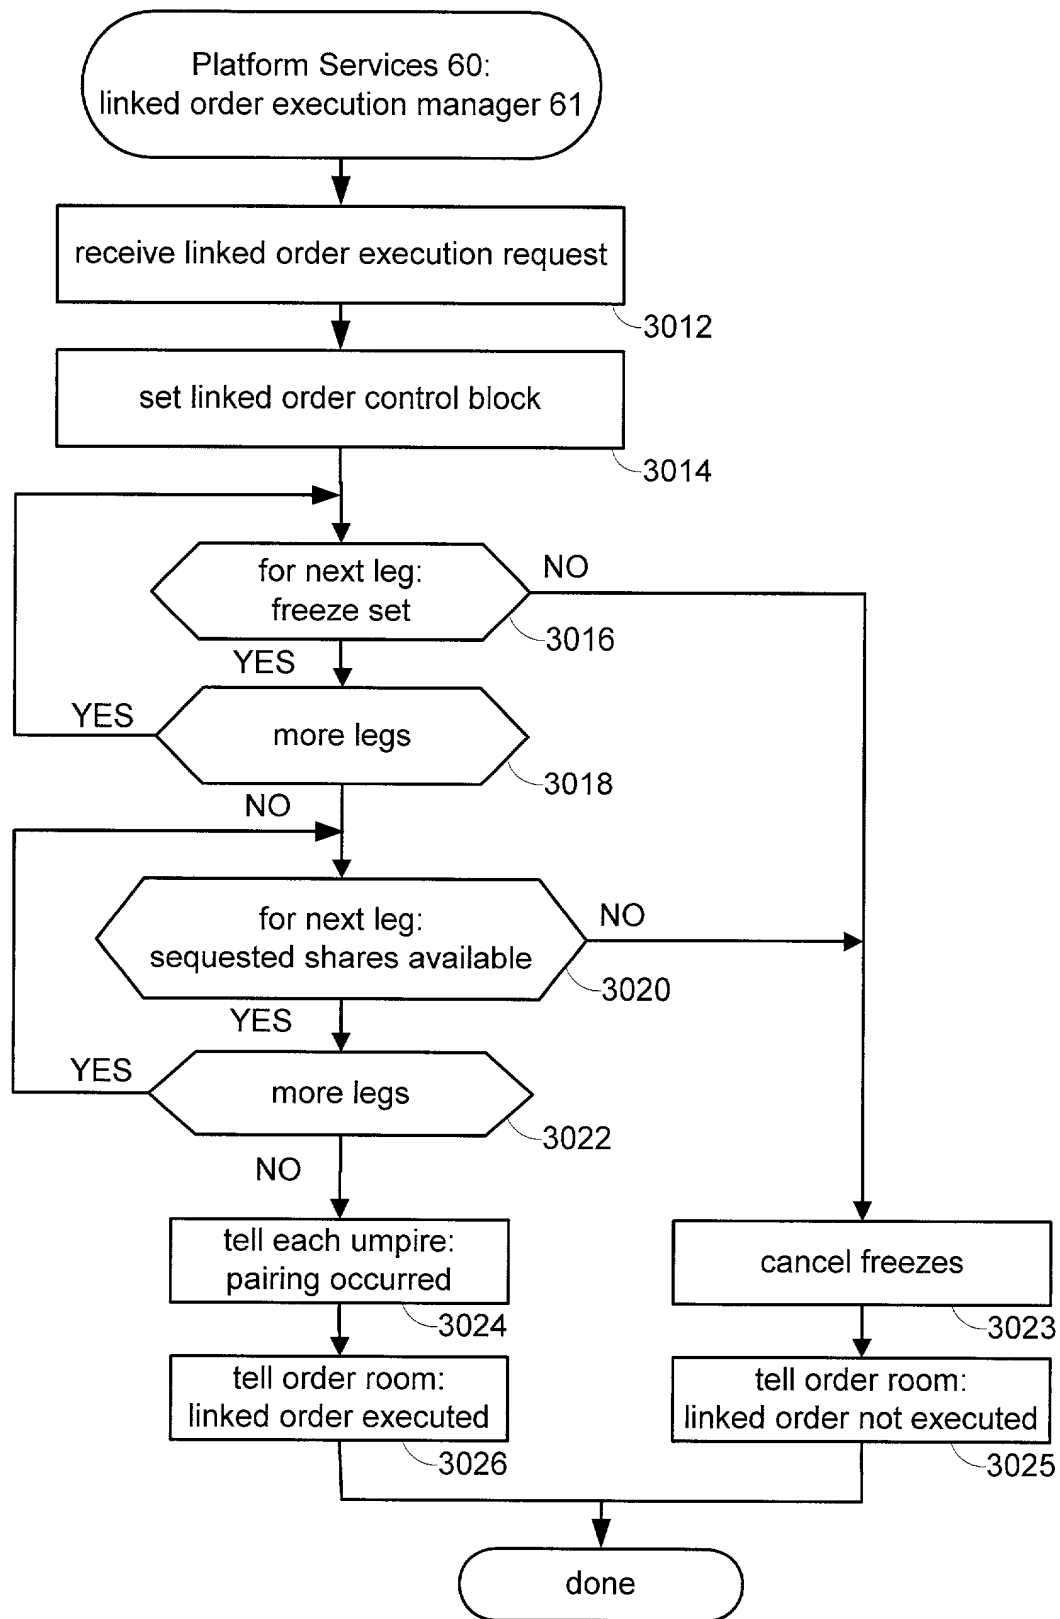 Platform Services 60:
linked order execution manager 61
receive linked order execution request
3012
set linked order control block
3014
for next leg:
freeze set
NO
3016
YES
YES
more legs
3018
NO
for next leg:
sequested shares available
NO
3020
YES
YES
more legs
3022
NO
tell each umpire:
pairing occurred
3024
cancel freezes
3023
tell order room:
linked order executed
3026
tell order room:
linked order not executed
3025
done